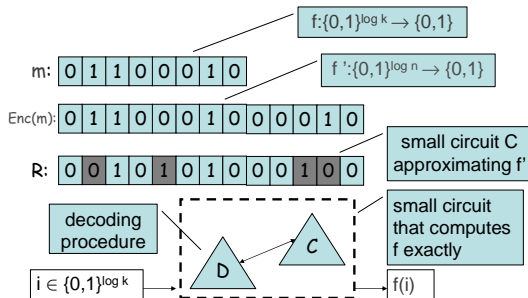 f:{0,1}^{log k} → {0,1}
m: 0 1 1 0 0 0 1 0
f ':{0,1}^{log n} → {0,1}
Enc(m): 0 1 1 0 0 0 1 0 0 0 0 1 0
small circuit C
approximating f'
R: 0 0 1 0 1 0 1 0 0 0 1 0 0
decoding
procedure
small circuit
that computes
f exactly
C
D
i ∈ {0,1}^{log k}
f(i)